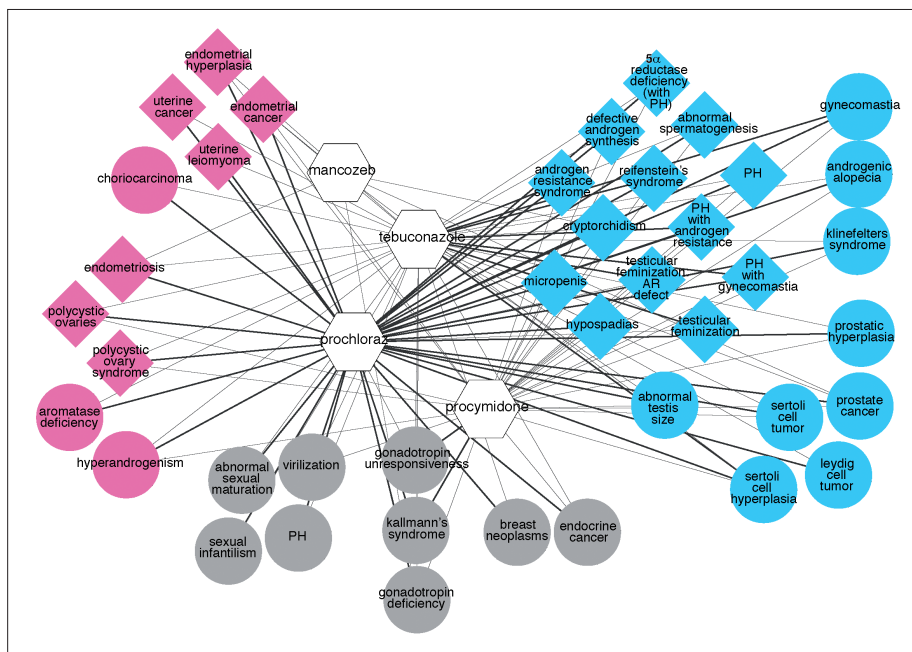 endometrial
hyperplasia
uterine
cancer
endometrial
cancer
uterine
leiomyoma
choriocarcinoma
mancozeb
tebuconazole
endometriosis
polycystic
ovaries
polycystic
ovary
syndrome
prochloraz
procymidone
aromatase
deficiency
hyperandrogenism
abnormal
sexual
maturation
virilization
sexual
infantilism
PH
gonadotropin
unresponsiveness
kallmann's
syndrome
gonadotropin
deficiency
breast
neoplasms
endocrine
cancer
5α
reductase
deficiency
(with
PH)
defective
androgen
synthesis
abnormal
spermatogenesis
gynecomastia
androgen
resistance
syndrome
reifenstein's
syndrome
PH
androgenic
alopecia
cryptorchidism
PH
with
androgen
resistance
klinefelters
syndrome
micropenis
testicular
feminization
AR
defect
PH
with
gynecomastia
hypospadias
testicular
feminization
prostatic
hyperplasia
abnormal
testis
size
sertoli
cell
tumor
prostate
cancer
sertoli
cell
hyperplasia
leydig
cell
tumor